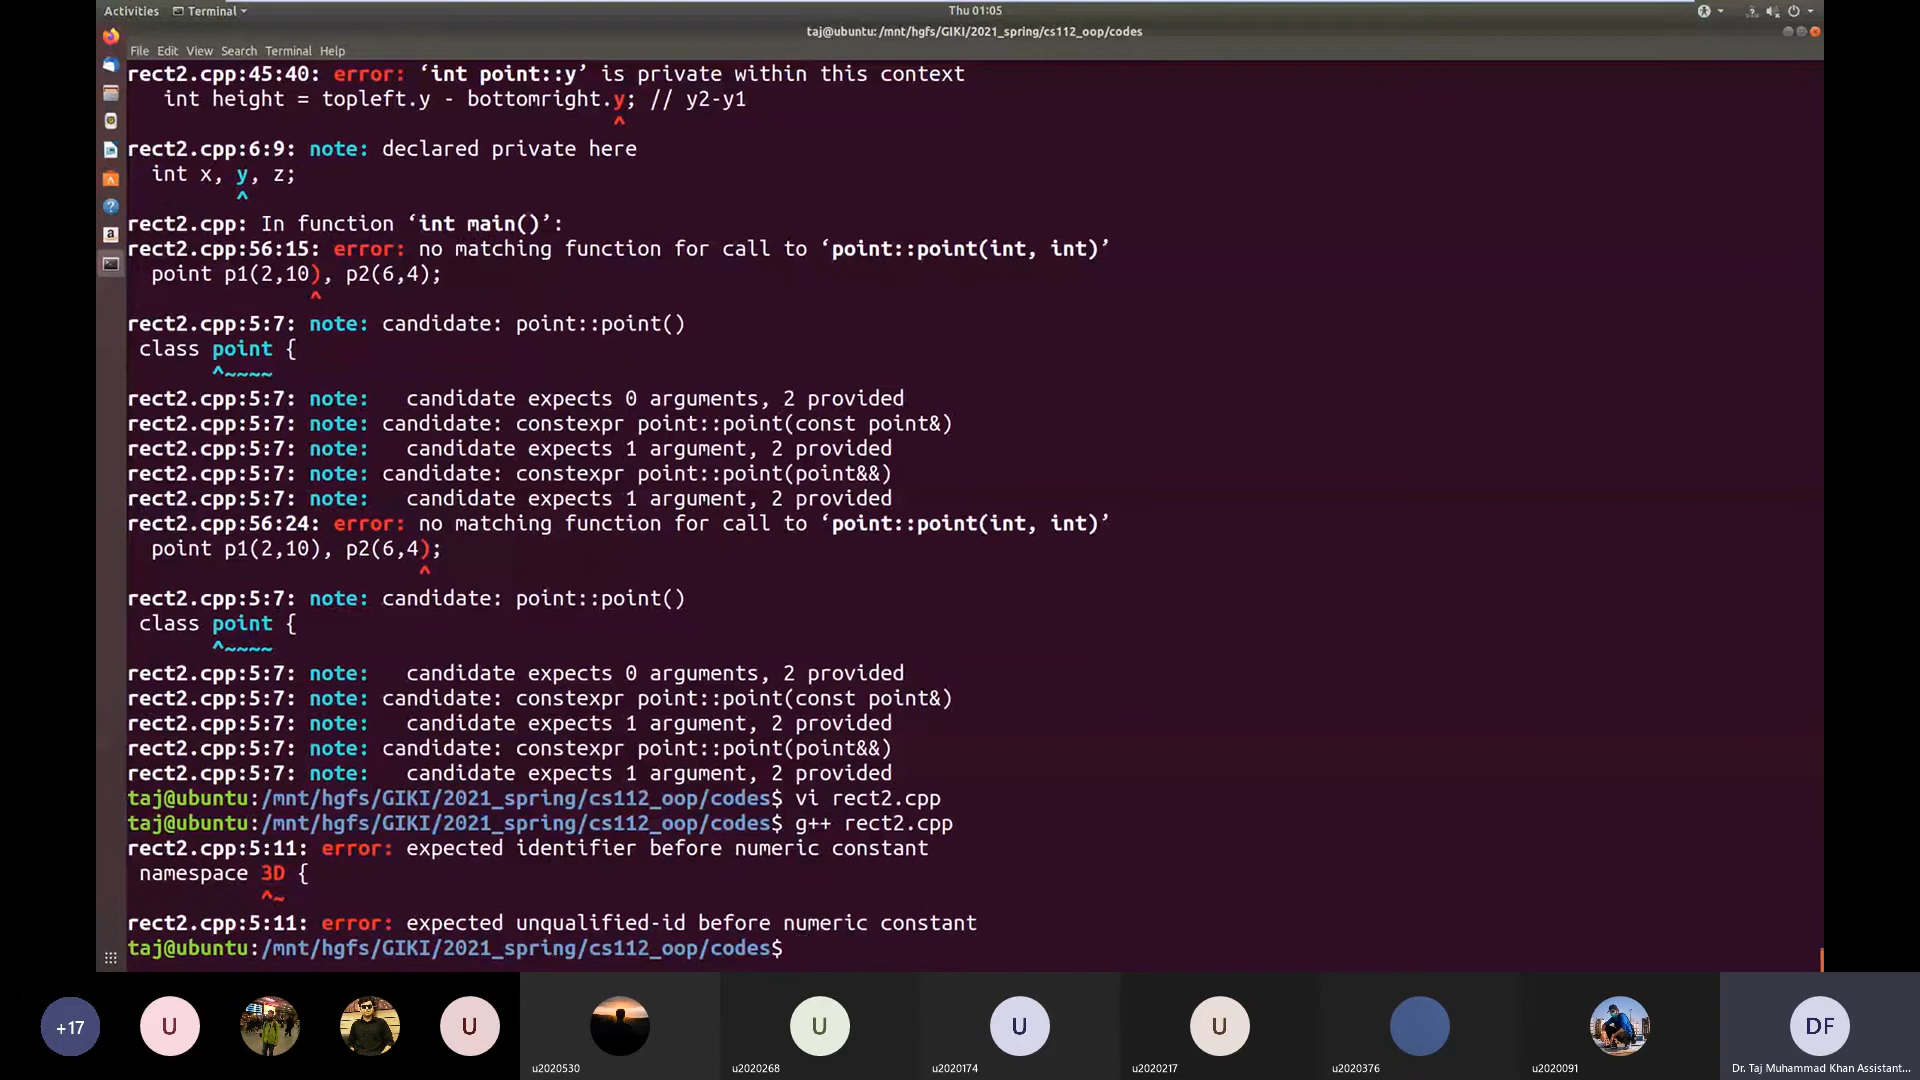 Activities Terminal Thu 01:05
taj@ubuntu: /mnt/hgfs/GIKI/2021_spring/cs112_oop/codes
File Edit View Search Terminal Help
rect2.cpp:45:40: error: ‘int point::y’ is private within this context
int height = topleft.y - bottomright.y; // y2-y1
^
rect2.cpp:6:9: note: declared private here
int x, y, z;
^
rect2.cpp: In function ‘int main()’:
rect2.cpp:56:15: error: no matching function for call to ‘point::point(int, int)’
point p1(2,10), p2(6,4);
^
rect2.cpp:5:7: note: candidate: point::point()
class point {
^~~~~
rect2.cpp:5:7: note:   candidate expects 0 arguments, 2 provided
rect2.cpp:5:7: note: candidate: constexpr point::point(const point&)
rect2.cpp:5:7: note:   candidate expects 1 argument, 2 provided
rect2.cpp:5:7: note: candidate: constexpr point::point(point&&)
rect2.cpp:5:7: note:   candidate expects 1 argument, 2 provided
rect2.cpp:56:24: error: no matching function for call to ‘point::point(int, int)’
point p1(2,10), p2(6,4);
^
rect2.cpp:5:7: note: candidate: point::point()
class point {
^~~~~
rect2.cpp:5:7: note:   candidate expects 0 arguments, 2 provided
rect2.cpp:5:7: note: candidate: constexpr point::point(const point&)
rect2.cpp:5:7: note:   candidate expects 1 argument, 2 provided
rect2.cpp:5:7: note: candidate: constexpr point::point(point&&)
rect2.cpp:5:7: note:   candidate expects 1 argument, 2 provided
taj@ubuntu:/mnt/hgfs/GIKI/2021_spring/cs112_oop/codes$ vi rect2.cpp
taj@ubuntu:/mnt/hgfs/GIKI/2021_spring/cs112_oop/codes$ g++ rect2.cpp
rect2.cpp:5:11: error: expected identifier before numeric constant
namespace 3D {
^~
rect2.cpp:5:11: error: expected unqualified-id before numeric constant
taj@ubuntu:/mnt/hgfs/GIKI/2021_spring/cs112_oop/codes$
+17 U U U U U DF
u2020530 u2020268 u2020174 u2020217 u2020376 u2020091 Dr. Taj Muhammad Khan Assistant...